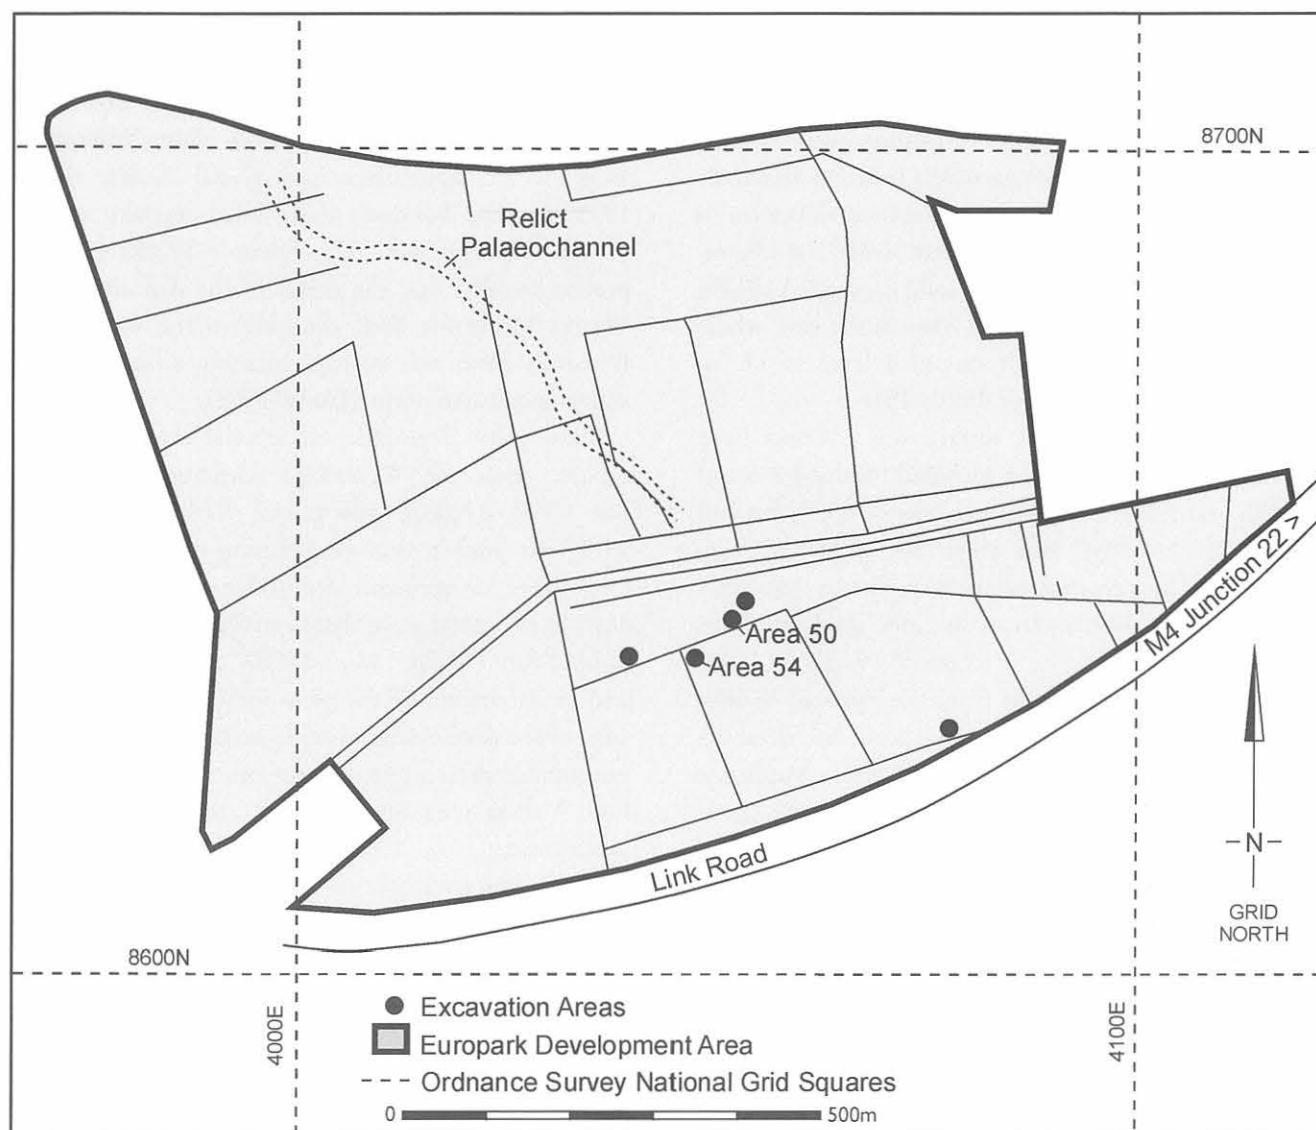 8700N
Relict
Palaeochannel
Area 50
Area 54
M4 Junction 22 >
Link Road
N
GRID
NORTH
8600N
4000E
4100E
Excavation Areas
Europark Development Area
Ordnance Survey National Grid Squares
0 500m